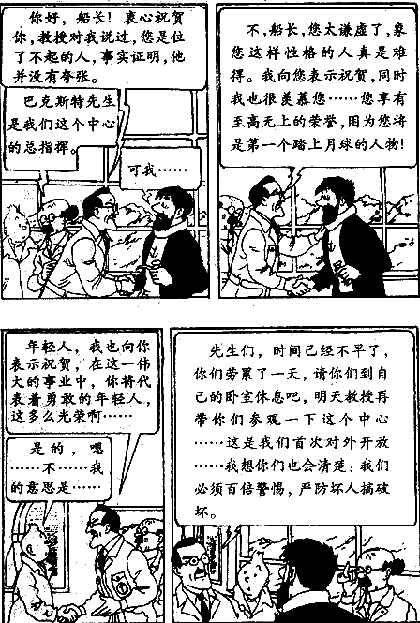 你好，船长！衷心祝贺
你，教授对我说过，您是位
了不起的人，事实证明，他
并没有夸张。
巴克斯特先生
是我们这个中心
的总指挥。
可我……
不，船长，您太谦虚了，象
您这样性格的人真是难
得。我向您表示祝贺，同时
我也很羡慕您……您享有
至高无上的荣誉，因为您将
是第一个踏上月球的人物！
年轻人，我也向你
表示祝贺，在这一伟
大的事业中，你将代
表着勇敢的年轻人，
这多么光荣啊……
是的，嗯
……不……我
的意思是……
先生们，时间已经不早了，
你们劳累了一天，请你们到自
己的卧室休息吧，明天教授再
带你们参观一下这个中心
……这是我们首次对外开放
……我想你们也会清楚：我们
必须百倍警惕，严防坏人搞破
坏。